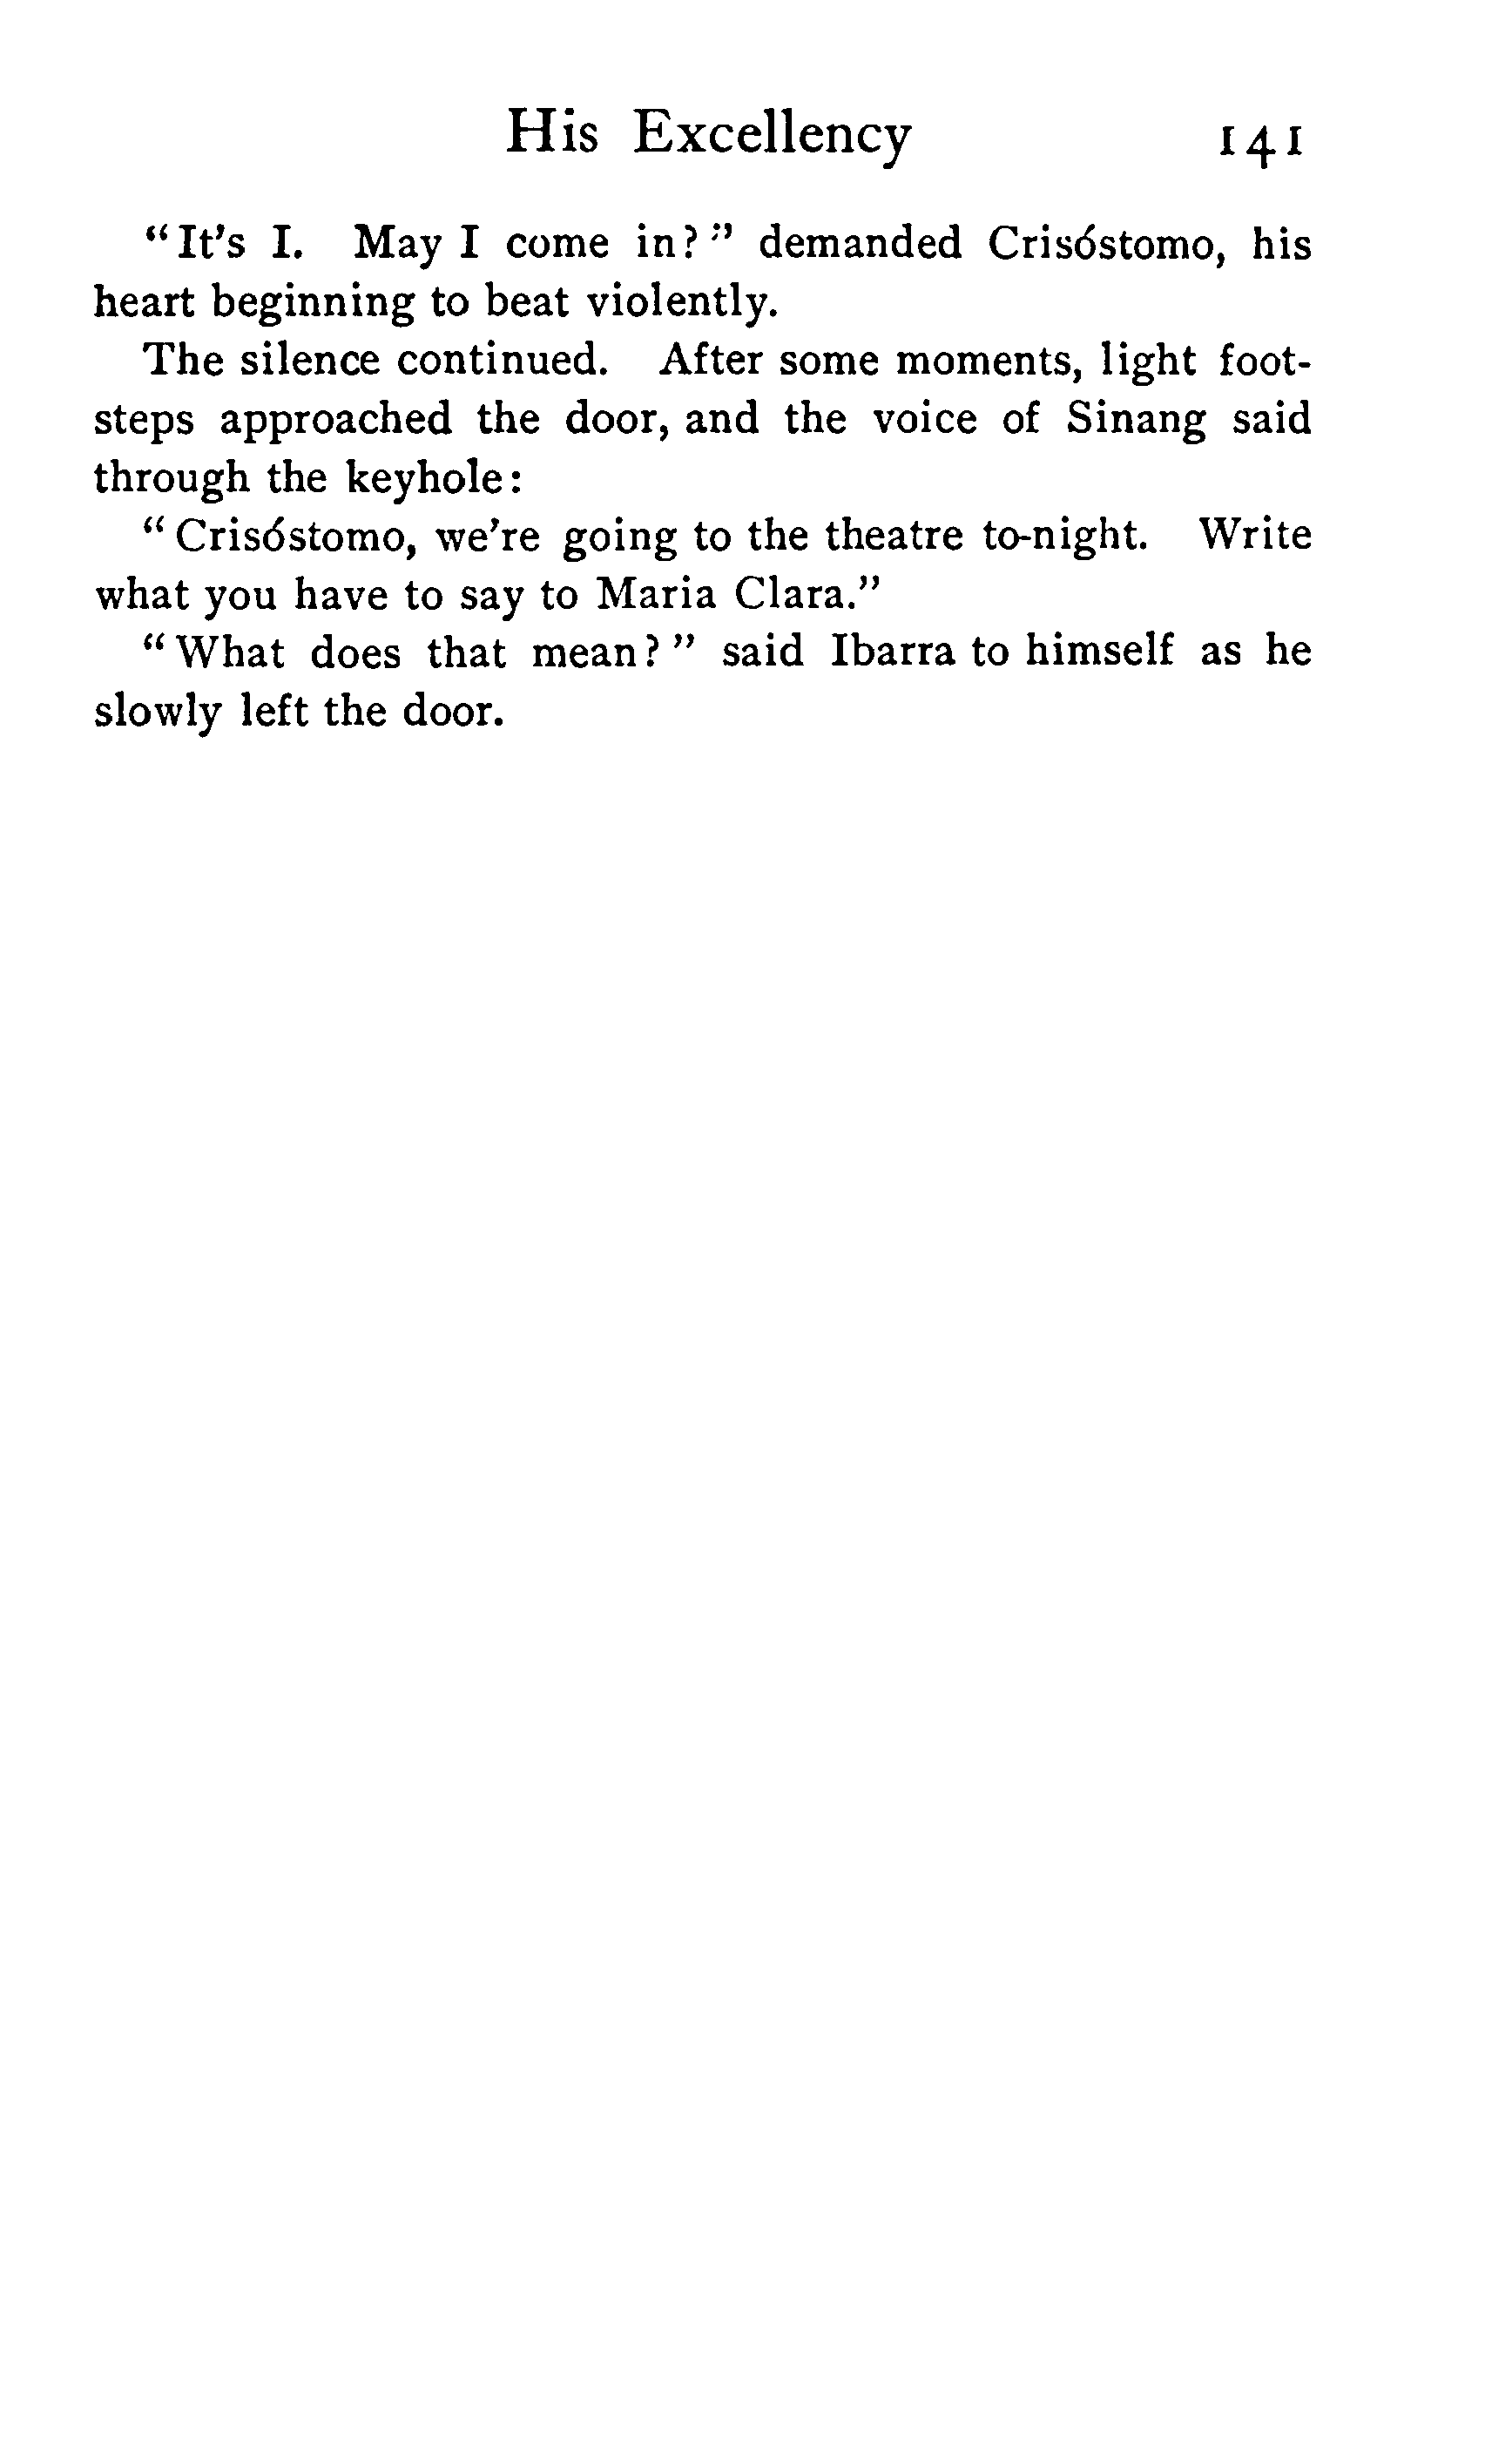 His Excellency 141
"It's I. May I come in?" demanded Crisóstomo, his
heart beginning to beat violently.
The silence continued. After some moments, light foot-
steps approached the door, and the voice of Sinang said
through the keyhole:
"Crisóstomo, we're going to the theatre to-night. Write
what you have to say to Maria Clara."
"What does that mean?" said Ibarra to himself as he
slowly left the door.